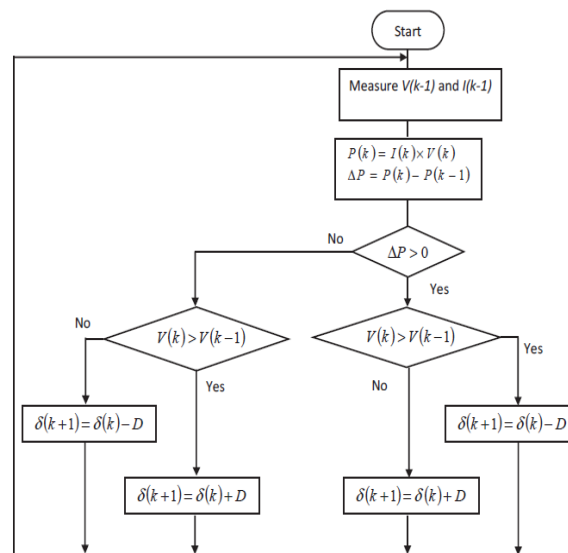 Start
Measure V(k-1) and I(k-1)
P(k) = I(k)×V(k)
ΔP = P(k) − P(k−1)
No
ΔP > 0
Yes
No
V(k) > V(k−1)
V(k) > V(k−1)
Yes
Yes
No
δ(k+1) = δ(k) − D
δ(k+1) = δ(k) − D
δ(k+1) = δ(k) + D
δ(k+1) = δ(k) + D